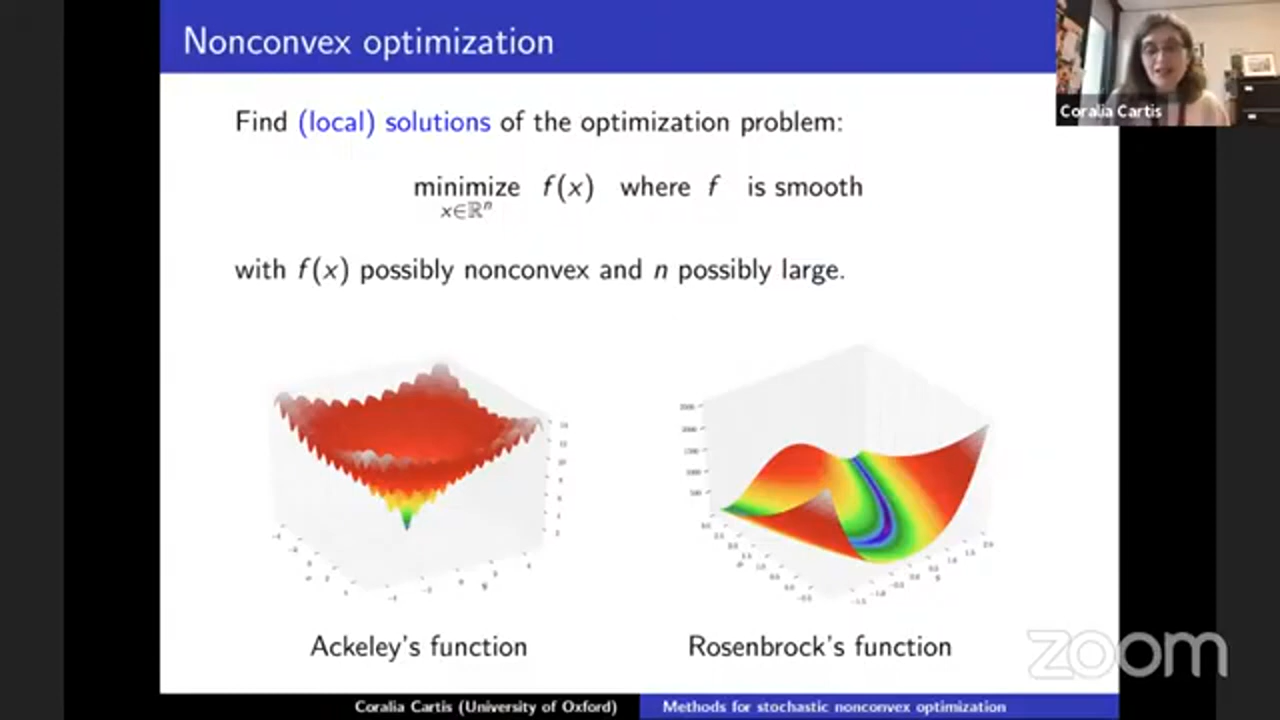 Nonconvex optimization
Coralia Cartis
Find (local) solutions of the optimization problem:
minimize f(x) where f is smooth
x∈ℝⁿ
with f(x) possibly nonconvex and n possibly large.
Ackeley's function
Rosenbrock's function
zoom
Coralia Cartis (University of Oxford)
Methods for stochastic nonconvex optimization